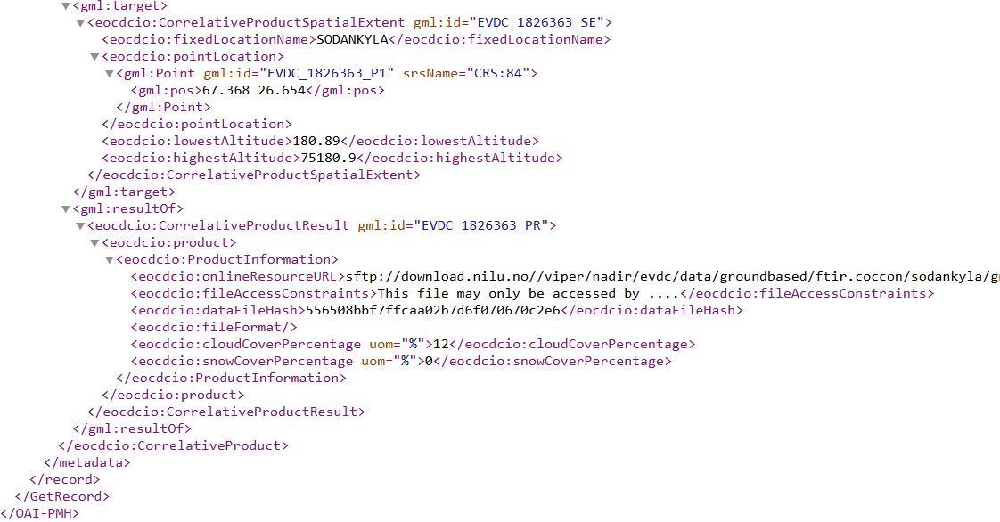 <gml:target>
<eocdcio:CorrelativeProductSpatialExtent gml:id="EVDC_1826363_SE">
<eocdcio:fixedLocationName>SODANKYLA</eocdcio:fixedLocationName>
<eocdcio:pointLocation>
<gml:Point gml:id="EVDC_1826363_P1" srsName="CRS:84">
<gml:pos>67.368 26.654</gml:pos>
</gml:Point>
</eocdcio:pointLocation>
<eocdcio:lowestAltitude>180.89</eocdcio:lowestAltitude>
<eocdcio:highestAltitude>75180.9</eocdcio:highestAltitude>
</eocdcio:CorrelativeProductSpatialExtent>
</gml:target>
<gml:resultOf>
<eocdcio:CorrelativeProductResult gml:id="EVDC_1826363_PR">
<eocdcio:product>
<eocdcio:ProductInformation>
<eocdcio:onlineResourceURL>sftp://download.nilu.no//viper/nadir/evdc/data/groundbased/ftir.coccon/sodankyla/g
<eocdcio:fileAccessConstraints>This file may only be accessed by ....</eocdcio:fileAccessConstraints>
<eocdcio:dataFileHash>556508bbf7ffcaa02b7d6f070670c2e6</eocdcio:dataFileHash>
<eocdcio:fileFormat/>
<eocdcio:cloudCoverPercentage uom="%">12</eocdcio:cloudCoverPercentage>
<eocdcio:snowCoverPercentage uom="%">0</eocdcio:snowCoverPercentage>
</eocdcio:ProductInformation>
</eocdcio:product>
</eocdcio:CorrelativeProductResult>
</gml:resultOf>
</eocdcio:CorrelativeProduct>
</metadata>
</record>
</GetRecord>
</OAI-PMH>